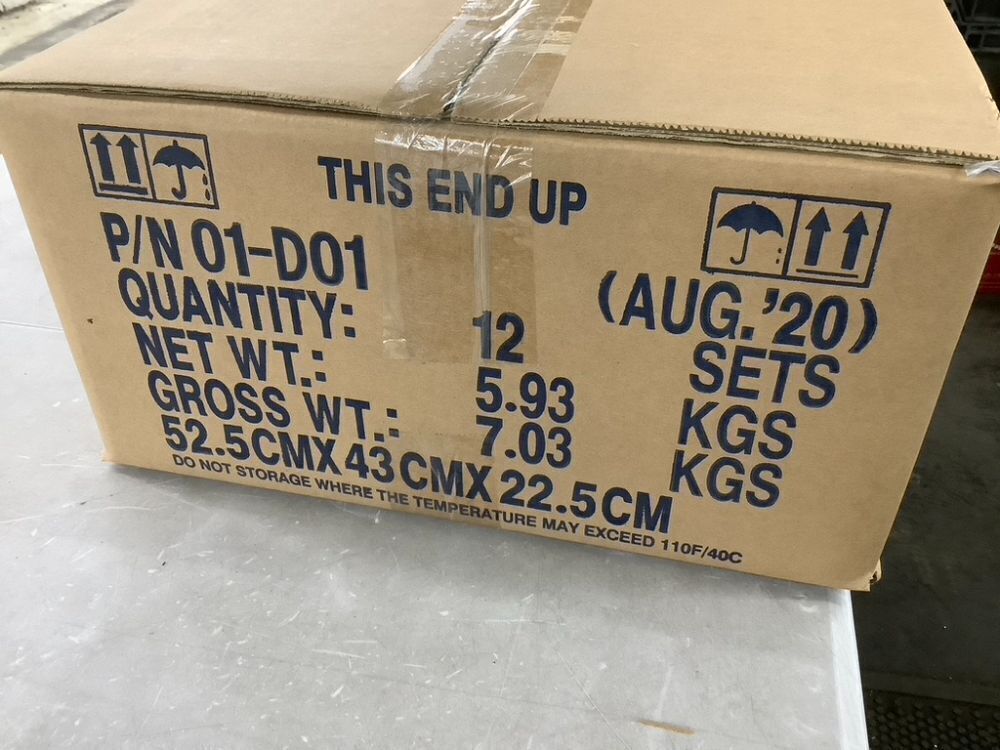 THIS END UP
P/N 01-D01 (AUG.'20)
QUANTITY: 12 SETS
NET WT.: 5.93 KGS
GROSS WT.: 7.03 KGS
52.5CMX43CMX22.5CM
DO NOT STORAGE WHERE THE TEMPERATURE MAY EXCEED 110F/40C